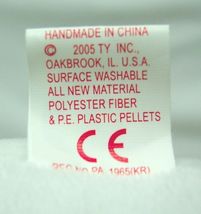 HANDMADE IN CHINA
© 2005 TY INC.,
OAKBROOK, IL. U.S.A.
SURFACE WASHABLE
ALL NEW MATERIAL
POLYESTER FIBER
& P.E. PLASTIC PELLETS
CE
REG.NO.PA. 1965(KR)